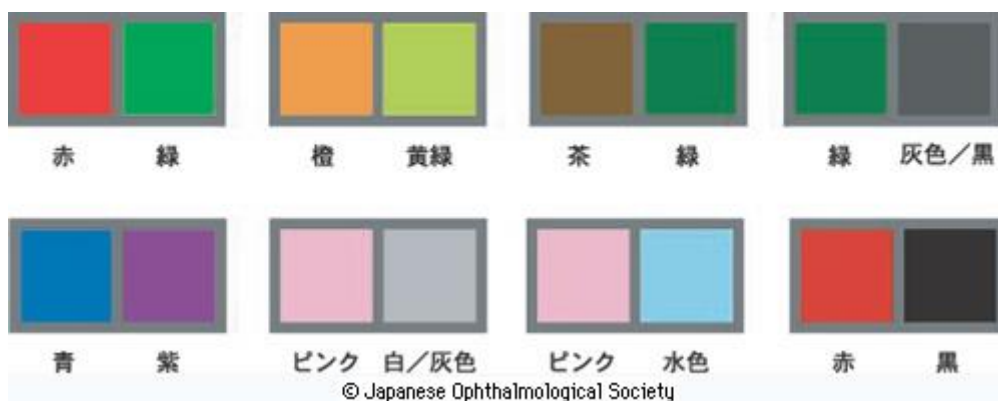 赤 緑 橙 黄緑 茶 緑 緑 灰色／黒
青 紫 ピンク 白／灰色 ピンク 水色 赤 黒
© Japanese Ophthalmological Society